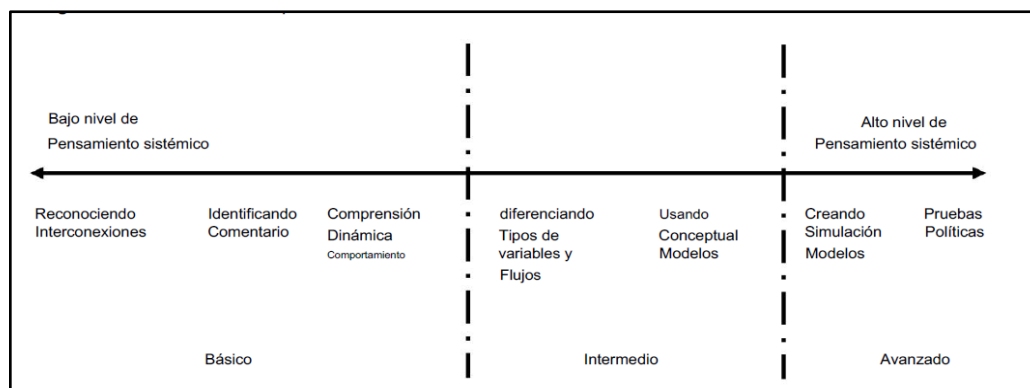 Bajo nivel de
Pensamiento sistémico
Alto nivel de
Pensamiento sistémico
Reconociendo
Interconexiones
Identificando
Comentario
Comprensión
Dinámica
Comportamiento
diferenciando
Tipos de
variables y
Flujos
Usando
Conceptual
Modelos
Creando
Simulación
Modelos
Pruebas
Políticas
Básico
Intermedio
Avanzado